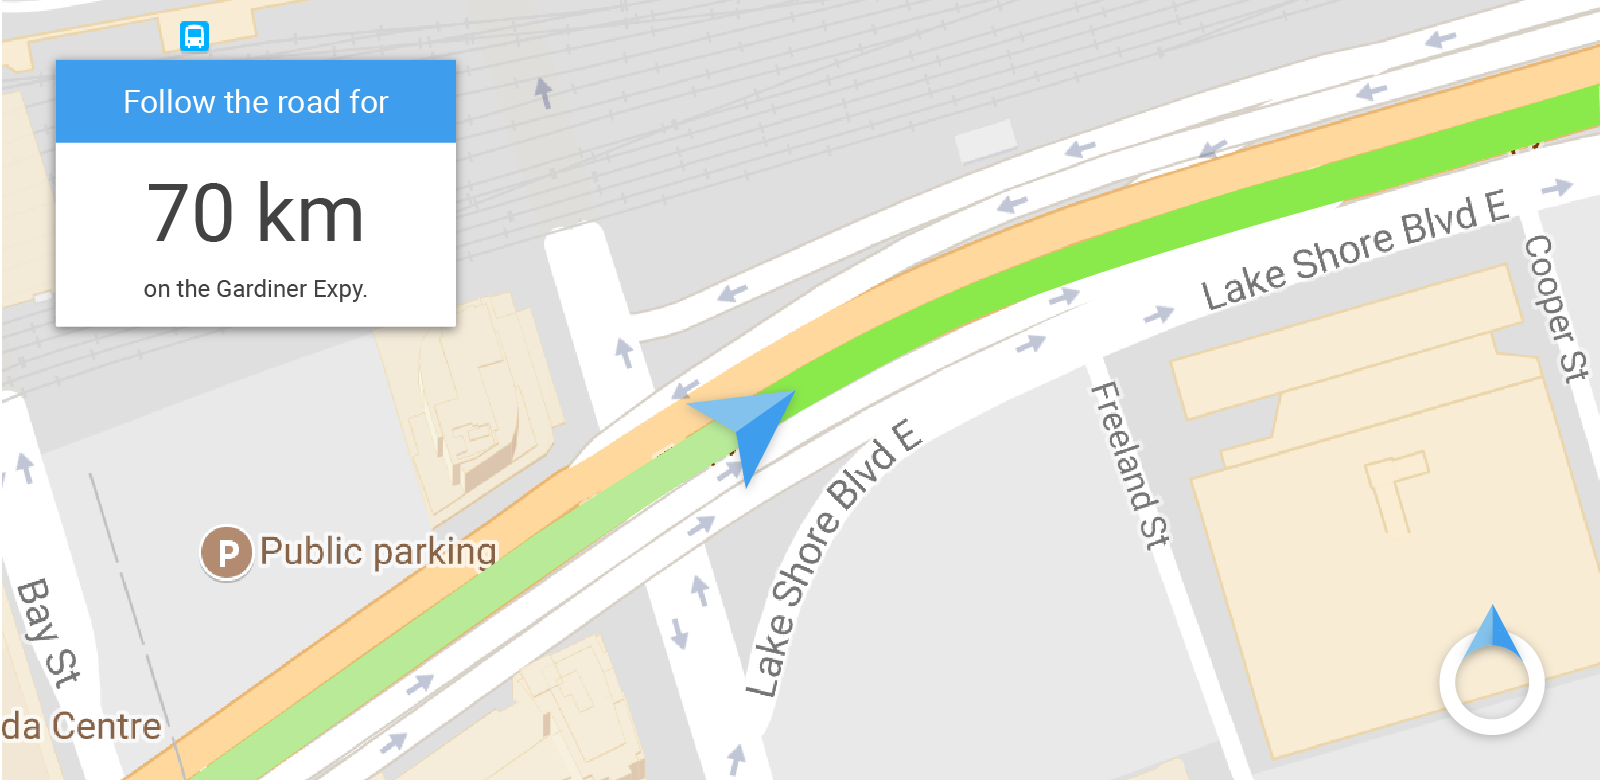 Follow the road for
70 km
on the Gardiner Expy.
Lake Shore Blvd E
Cooper St
Freeland St
Lake Shore Blvd E
P Public parking
Bay St
da Centre